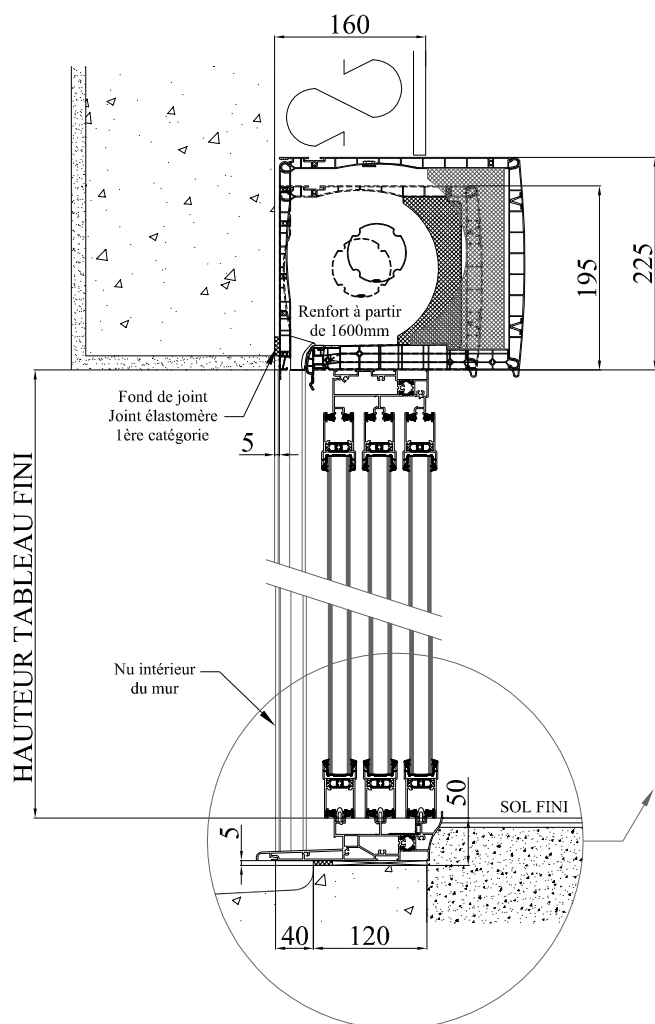 160
195
225
Renfort à partir
de 1600mm
Fond de joint
Joint élastomère
1ère catégorie
5
HAUTEUR TABLEAU FINI
Nu intérieur
du mur
50
SOL FINI
5
40
120